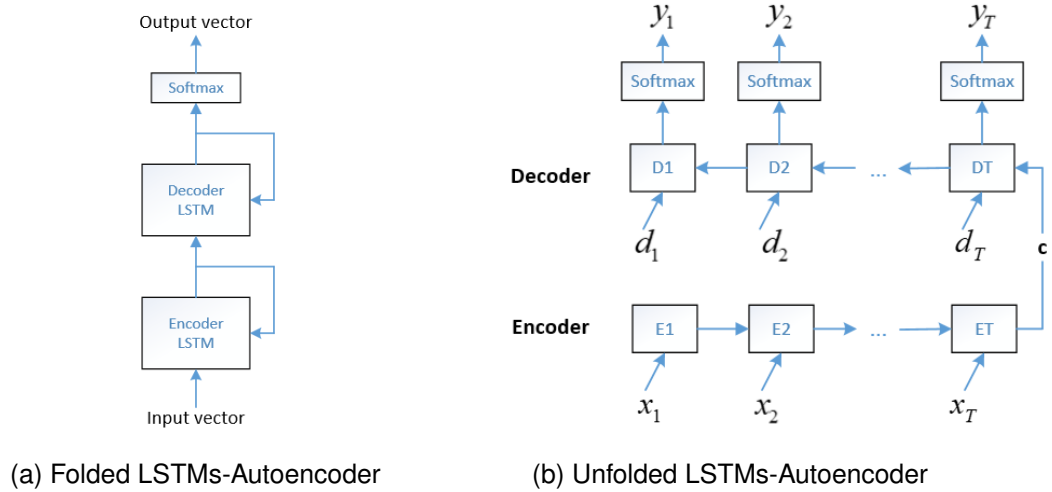 Output vector
Softmax
Decoder
LSTM
Encoder
LSTM
Input vector
(a) Folded LSTMs-Autoencoder
y1 y2 yT
Softmax Softmax Softmax
Decoder D1 D2 ... DT
d1 d2 dT
c
Encoder E1 E2 ... ET
x1 x2 xT
(b) Unfolded LSTMs-Autoencoder